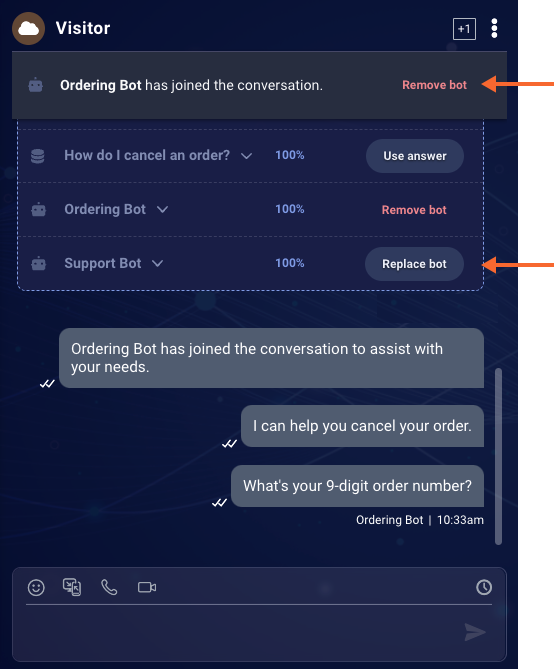 Visitor
+1
Ordering Bot has joined the conversation.
Remove bot
How do I cancel an order?
100%
Use answer
Ordering Bot
100%
Remove bot
Support Bot
100%
Replace bot
Ordering Bot has joined the conversation to assist with
your needs.
I can help you cancel your order.
What's your 9-digit order number?
Ordering Bot | 10:33am